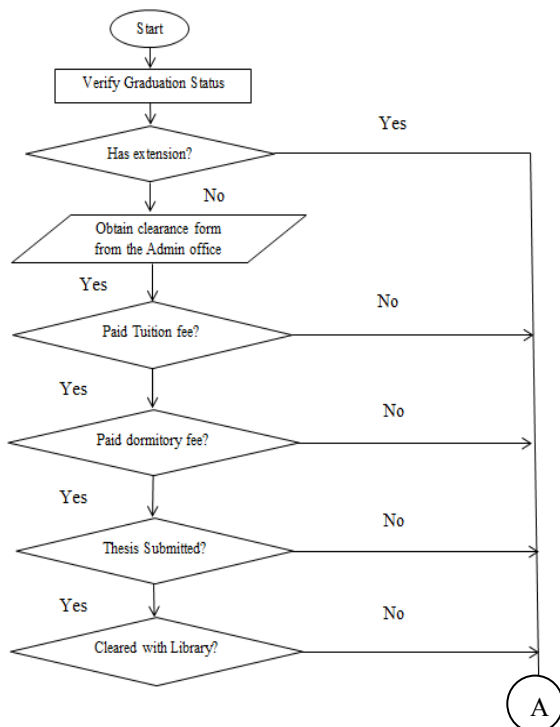 Start
Verify Graduation Status
Yes
Has extension?
No
Obtain clearance form
from the Admin office
Yes
No
Paid Tuition fee?
Yes
No
Paid dormitory fee?
Yes
No
Thesis Submitted?
Yes
No
Cleared with Library?
A